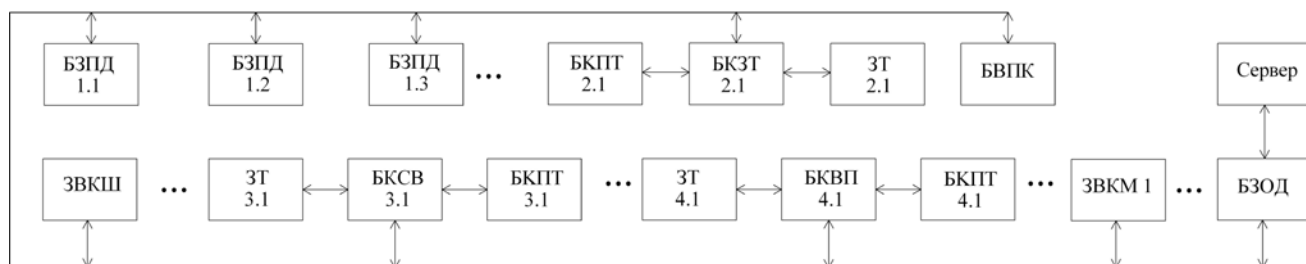 БЗПД
1.1
БЗПД
1.2
БЗПД
1.3
...
БКПТ
2.1
БКЗТ
2.1
ЗТ
2.1
БВПК
Сервер
ЗВКШ
...
ЗТ
3.1
БКСВ
3.1
БКПТ
3.1
...
ЗТ
4.1
БКВП
4.1
БКПТ
4.1
...
ЗВКМ 1
...
БЗОД